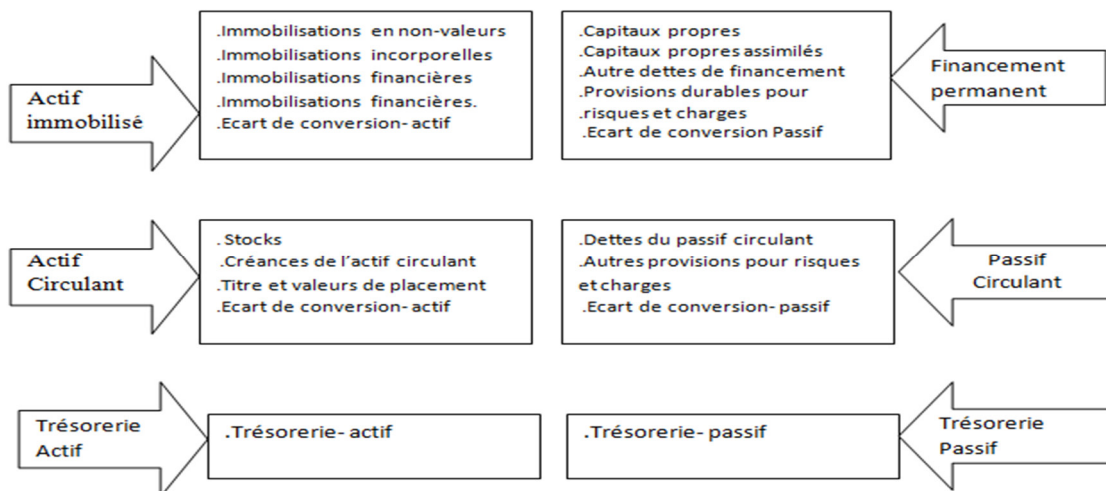 Actif
immobilisé
.Immobilisations en non-valeurs
.Immobilisations incorporelles
.Immobilisations financières
.Immobilisations financières.
.Ecart de conversion- actif
.Capitaux propres
.Capitaux propres assimilés
.Autre dettes de financement
.Provisions durables pour
risques et charges
.Ecart de conversion Passif
Financement
permanent
Actif
Circulant
. Stocks
.Créances de l´actif circulant
.Titre et valeurs de placement
.Ecart de conversion- actif
.Dettes du passif circulant
.Autres provisions pour risques
et charges
.Ecart de conversion- passif
Passif
Circulant
Trésorerie
Actif
.Trésorerie- actif
.Trésorerie- passif
Trésorerie
Passif